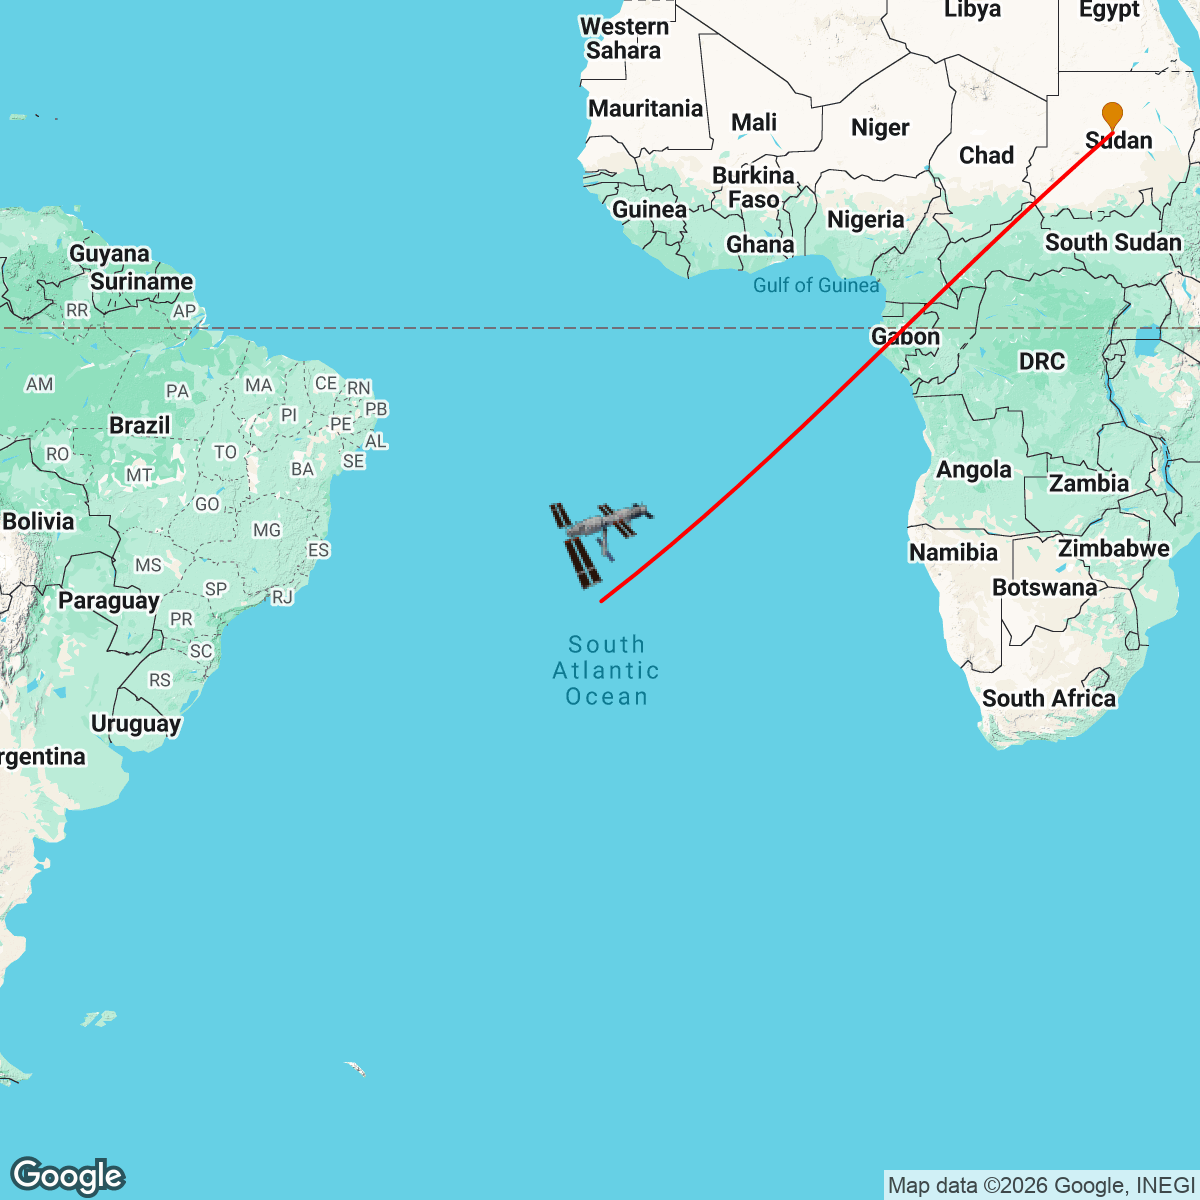 Libya
Egypt
Western
Sahara
Mauritania
Mali
Niger
Chad
Sudan
Burkina
Faso
Guinea
Nigeria
Ghana
South Sudan
Guyana
Suriname
RR
AP
Gulf of Guinea
Gabon
DRC
AM
PA
MA
CE
RN
PI
PB
PE
Brazil
AL
RO
TO
SE
MT
BA
Angola
Zambia
GO
Bolivia
MG
ES
Namibia
Zimbabwe
MS
SP
RJ
Botswana
Paraguay
PR
SC
South
Atlantic
Ocean
RS
South Africa
Uruguay
rgentina
Google
Map data ©2026 Google, INEGI